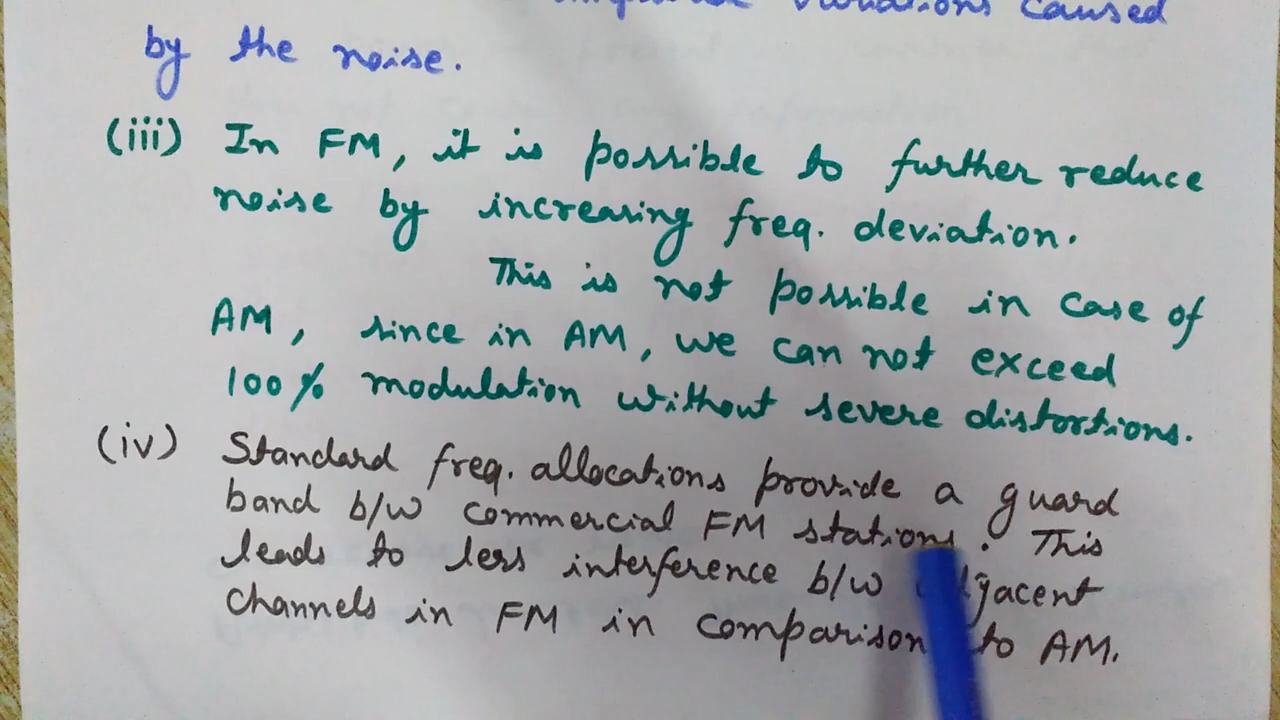 variations caused
by the noise.
(iii) In FM, it is possible to further reduce
noise by increasing freq. deviation.
This is not possible in case of
AM, since in AM, we can not exceed
100% modulation without severe distortions.
(iv) Standard freq. allocations provide a guard
band b/w commercial FM stations. This
leads to less interference b/w
channels in FM in comparison to AM.